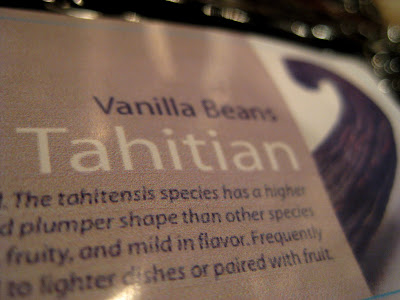 Vanilla Beans
Tahitian
. The tahitensis species has a higher
d plumper shape than other species
fruity, and mild in flavor. Frequently
to lighter dishes or paired with fruit.